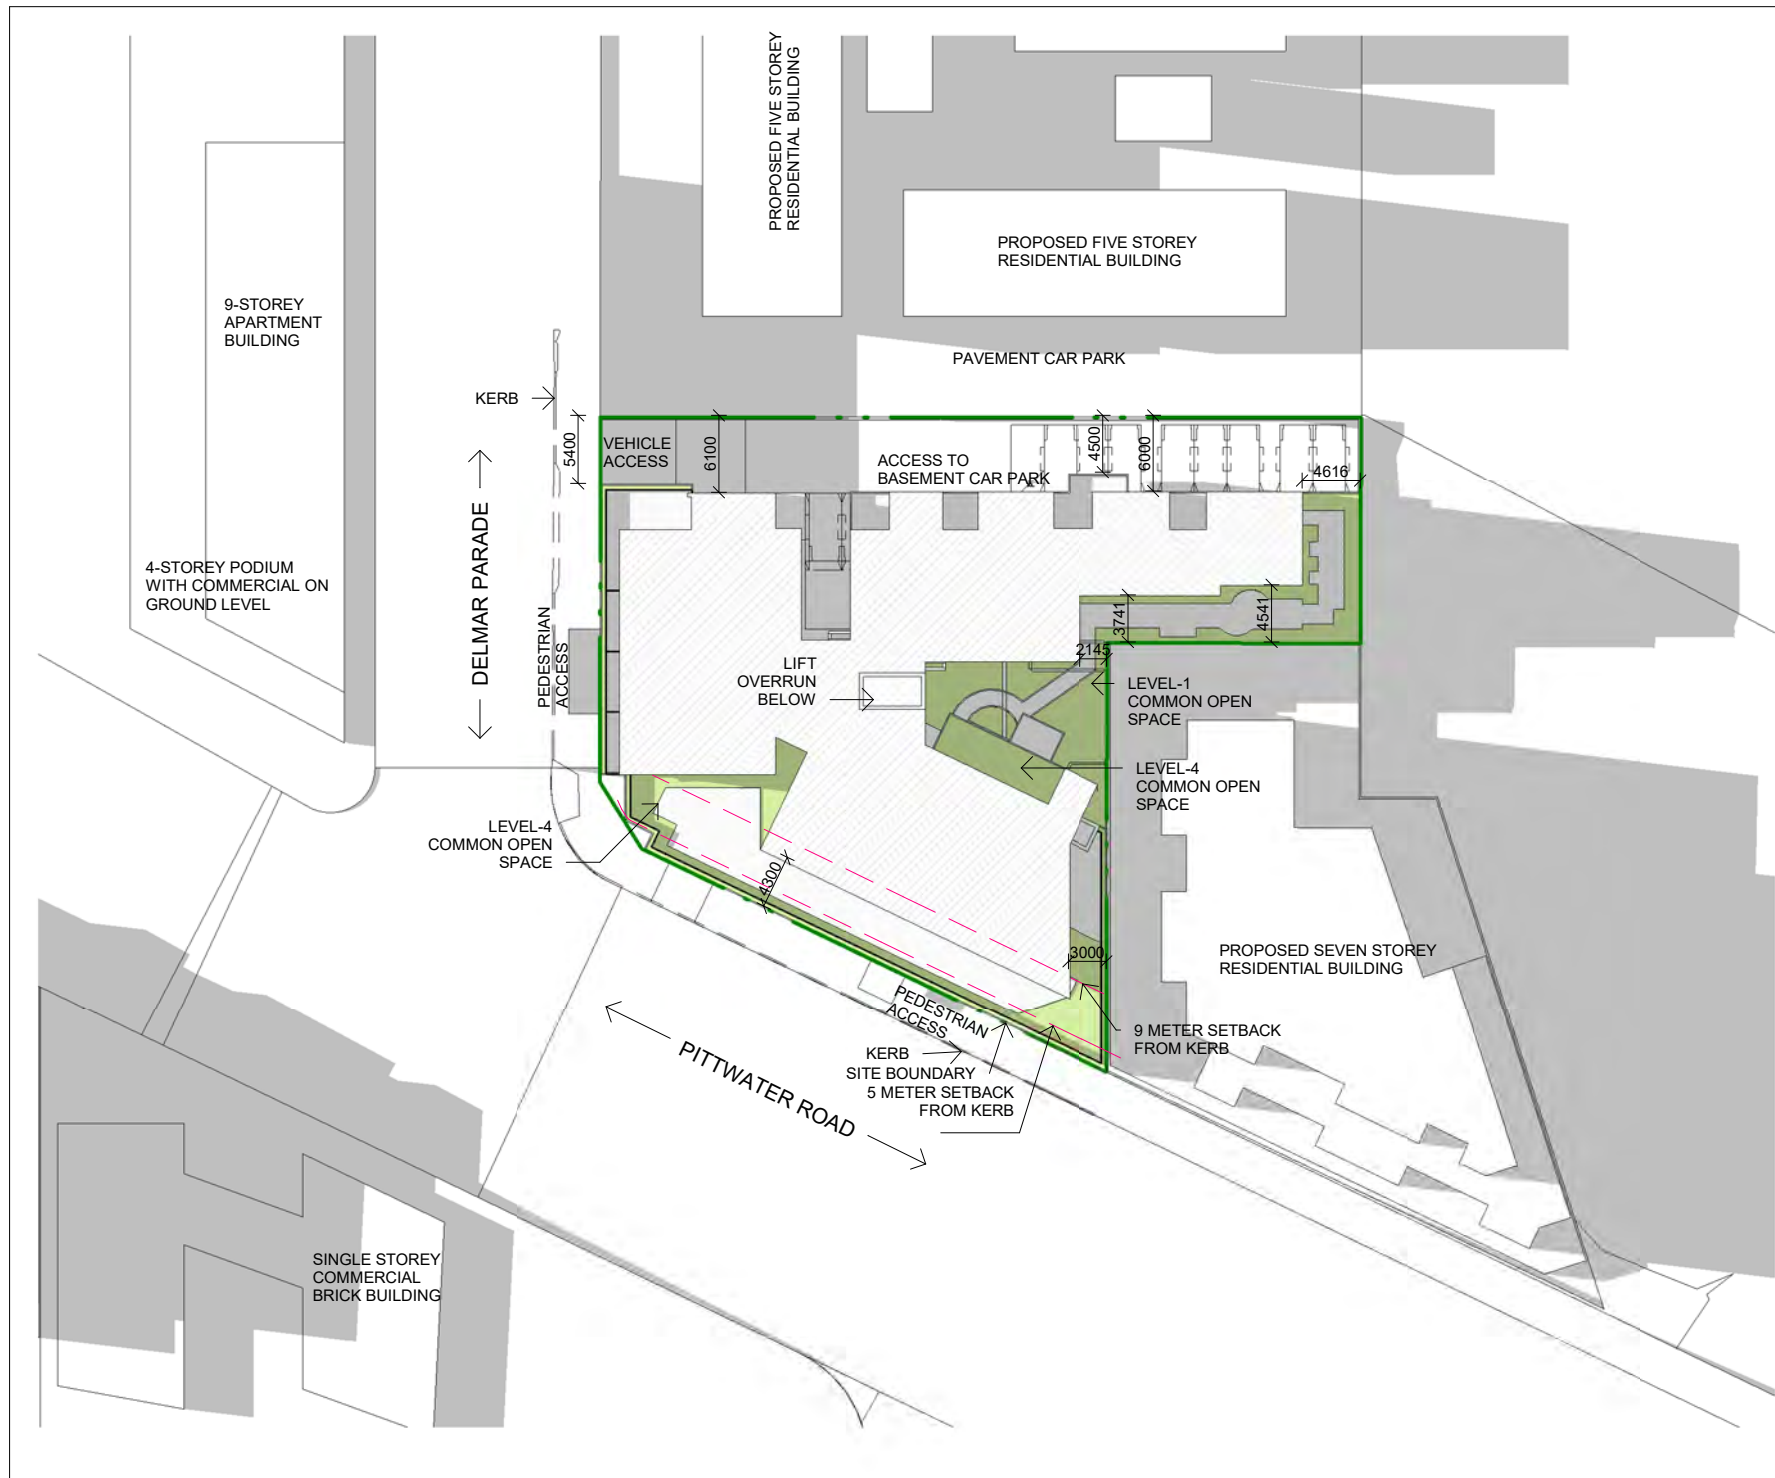 PROPOSED FIVE STOREY
RESIDENTIAL BUILDING
PROPOSED FIVE STOREY
RESIDENTIAL BUILDING
9-STOREY
APARTMENT
BUILDING
PAVEMENT CAR PARK
KERB
5400
VEHICLE
ACCESS
6100
ACCESS TO
BASEMENT CAR PARK
4500
6000
4616
DELMAR PARADE
4-STOREY PODIUM
WITH COMMERCIAL ON
GROUND LEVEL
PEDESTRIAN
ACCESS
3741
4541
2145
LIFT
OVERRUN
BELOW
LEVEL-1
COMMON OPEN
SPACE
LEVEL-4
COMMON OPEN
SPACE
LEVEL-4
COMMON OPEN
SPACE
4300
3000
PROPOSED SEVEN STOREY
RESIDENTIAL BUILDING
PEDESTRIAN
ACCESS
9 METER SETBACK
FROM KERB
KERB
SITE BOUNDARY
5 METER SETBACK
FROM KERB
PITTWATER ROAD
SINGLE STOREY
COMMERCIAL
BRICK BUILDING